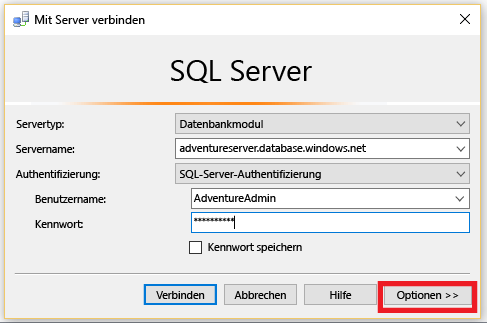 Mit Server verbinden
SQL Server
Servertyp: Datenbankmodul
Servername: adventureserver.database.windows.net
Authentifizierung: SQL-Server-Authentifizierung
Benutzername: AdventureAdmin
Kennwort: **********
Kennwort speichern
Verbinden Abbrechen Hilfe Optionen >>